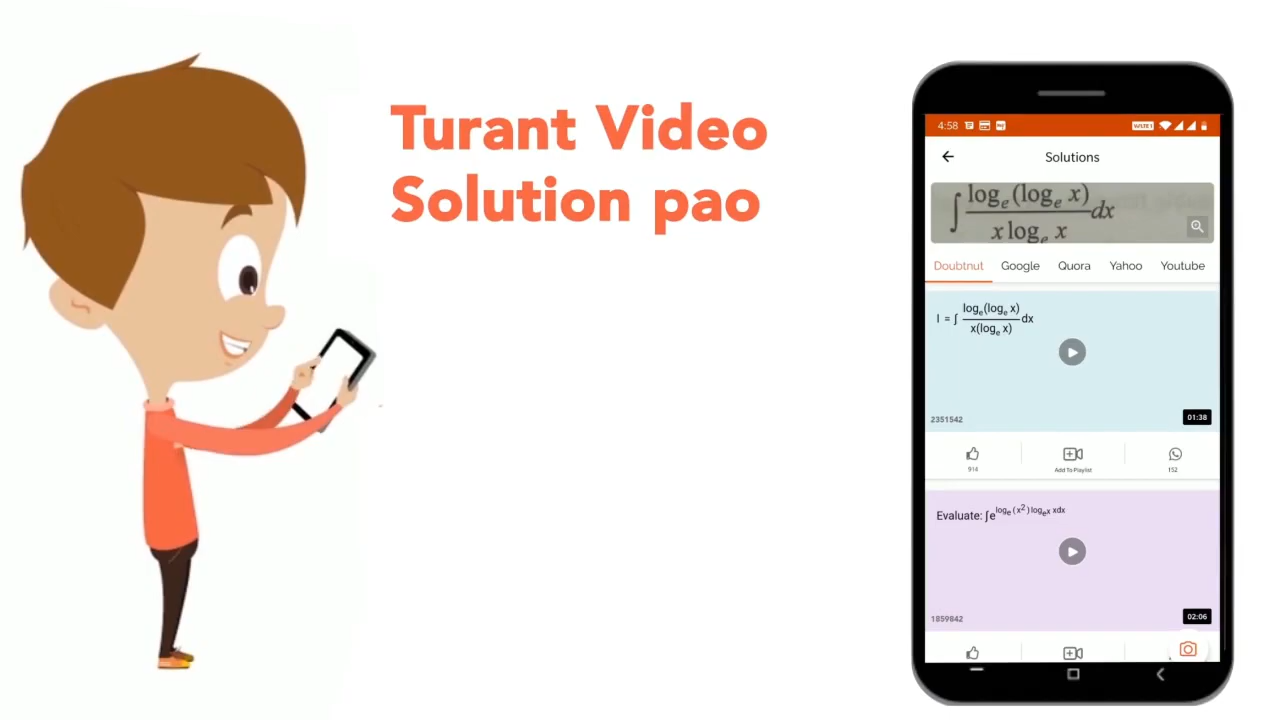 Turant Video
Solution pao
4:58
Solutions
∫ logₑ(logₑ x) / x logₑ x dx
Doubtnut Google Quora Yahoo Youtube
I = ∫ logₑ(logₑ x) / x(logₑ x) dx
2351542 01:38
914 Add To Playlist 152
Evaluate: ∫e^logₑ(x²)logₑx xdx
1859842 02:06